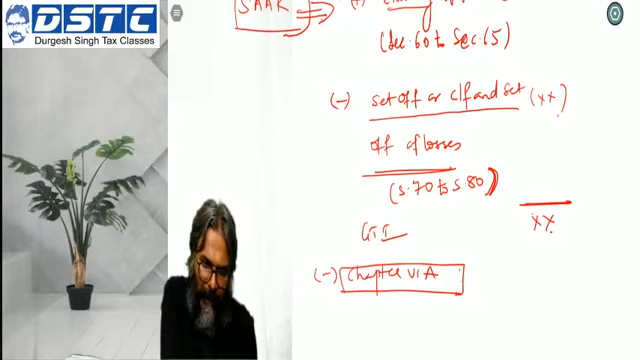 DSTC
Durgesh Singh Tax Classes
SAAR
(+)
(Sec. 60 to Sec. 65)
(-) set off or c/f and set (xx)
off of losses
(S.70 to S.80)
xx
GTI
(-) Chapter VI A